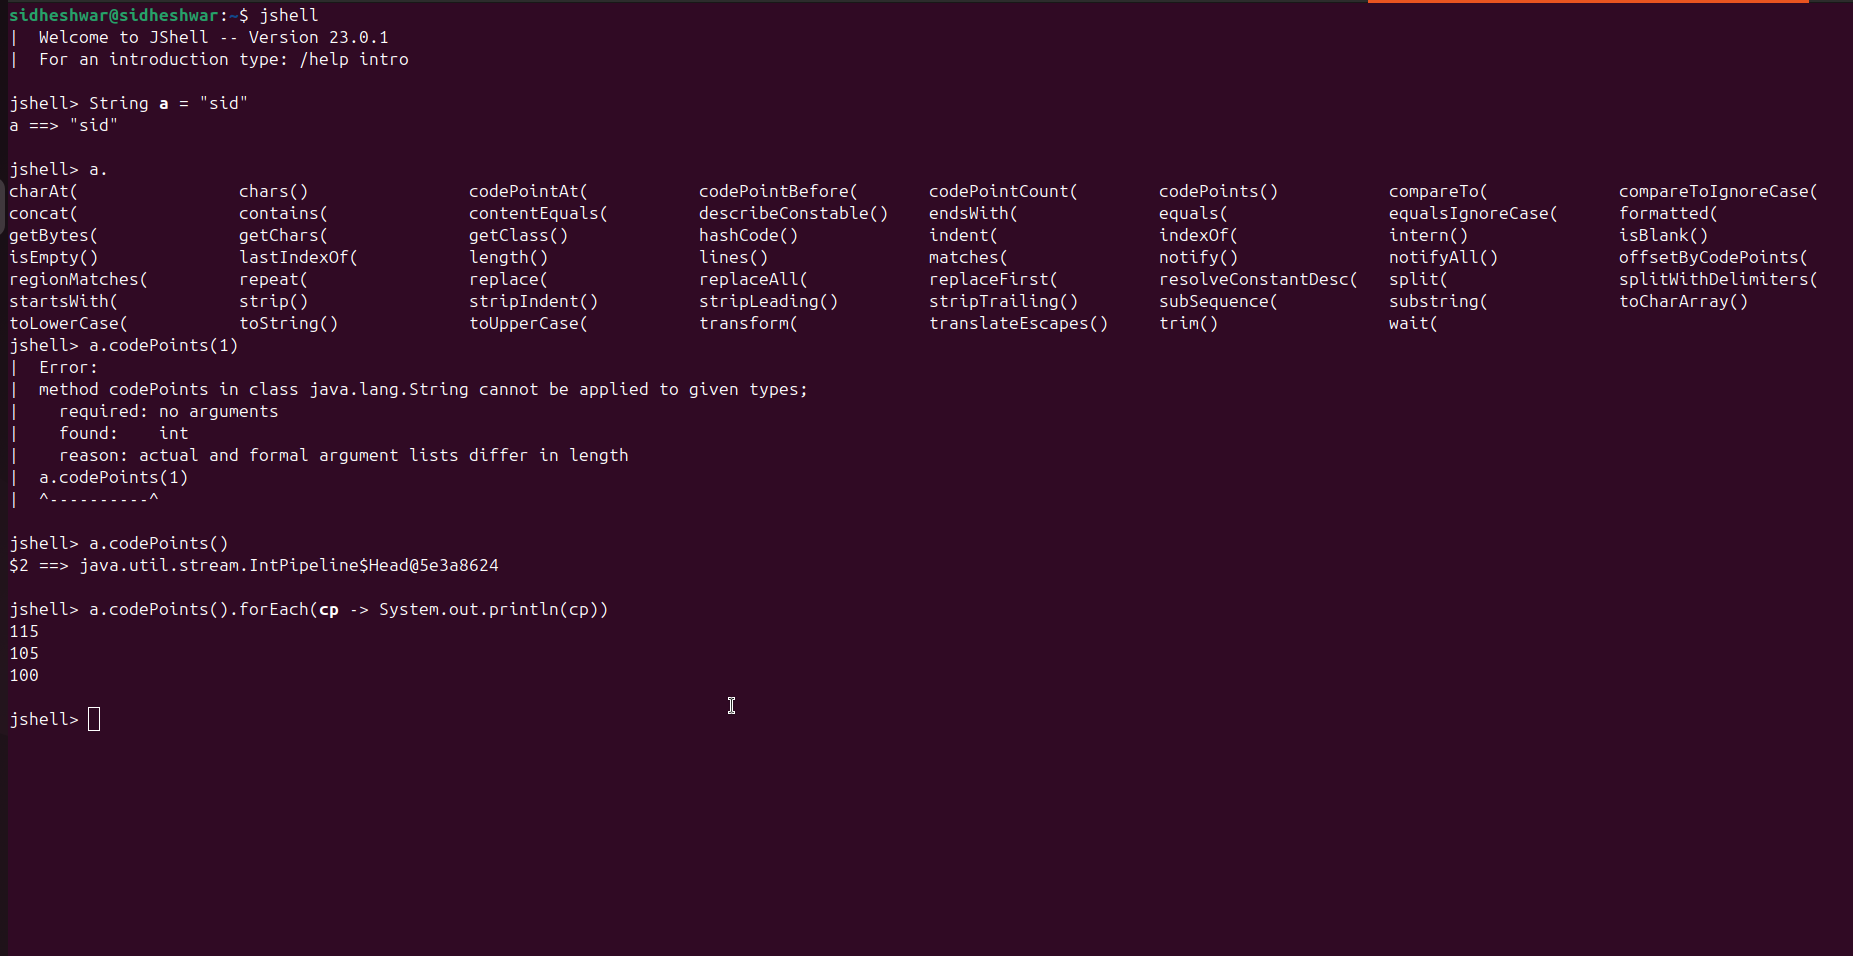 sidheshwar@sidheshwar:~$ jshell
|  Welcome to JShell -- Version 23.0.1
|  For an introduction type: /help intro
jshell> String a = "sid"
a ==> "sid"
jshell> a.
charAt(                chars()                codePointAt(           codePointBefore(       codePointCount(        codePoints()           compareTo(             compareToIgnoreCase(
concat(                contains(              contentEquals(         describeConstable()    endsWith(              equals(                equalsIgnoreCase(      formatted(
getBytes(              getChars(              getClass()             hashCode()             indent(                indexOf(               intern()               isBlank()
isEmpty()              lastIndexOf(           length()               lines()                matches(               notify()               notifyAll()            offsetByCodePoints(
regionMatches(         repeat(                replace(               replaceAll(            replaceFirst(          resolveConstantDesc(   split(                 splitWithDelimiters(
startsWith(            strip()                stripIndent()          stripLeading()         stripTrailing()        subSequence(           substring(             toCharArray()
toLowerCase(           toString()             toUpperCase(           transform(             translateEscapes()     trim()                 wait(
jshell> a.codePoints(1)
|  Error:
|  method codePoints in class java.lang.String cannot be applied to given types;
|    required: no arguments
|    found:    int
|    reason: actual and formal argument lists differ in length
|  a.codePoints(1)
|  ^----------^
jshell> a.codePoints()
$2 ==> java.util.stream.IntPipeline$Head@5e3a8624
jshell> a.codePoints().forEach(cp -> System.out.println(cp))
115
105
100
jshell>